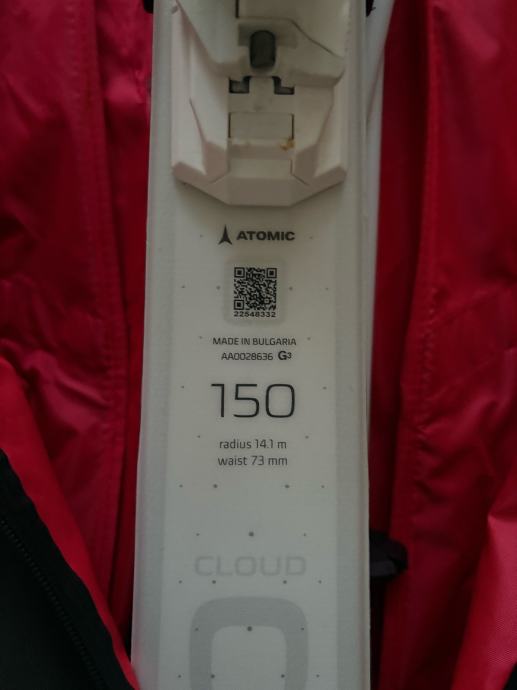 ATOMIC
22548332
MADE IN BULGARIA
AA0028636 G3
150
radius 14.1 m
waist 73 mm
CLOUD